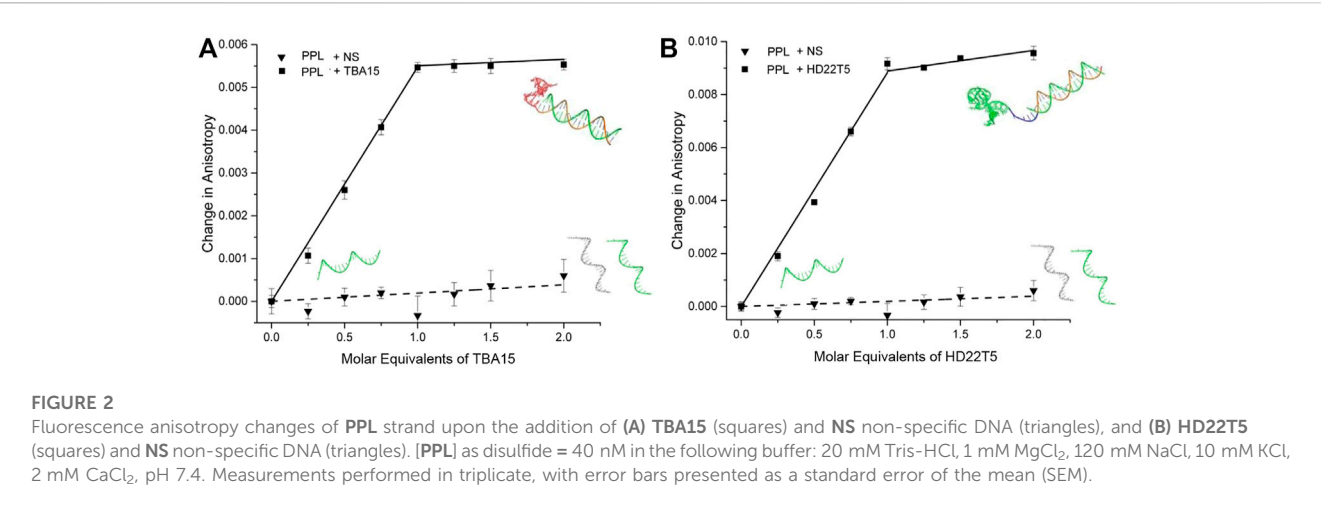 A
PPL + NS
PPL + TBA15
0.006
0.005
0.004
0.003
0.002
0.001
0.000
Change in Anisotropy
0.0 0.5 1.0 1.5 2.0
Molar Equivalents of TBA15
B
PPL + NS
PPL + HD22T5
0.010
0.008
0.006
0.004
0.002
0.000
Change in Anisotropy
0.0 0.5 1.0 1.5 2.0
Molar Equivalents of HD22T5
FIGURE 2
Fluorescence anisotropy changes of PPL strand upon the addition of (A) TBA15 (squares) and NS non-specific DNA (triangles), and (B) HD22T5
(squares) and NS non-specific DNA (triangles). [PPL] as disulfide = 40 nM in the following buffer: 20 mM Tris-HCl, 1 mM MgCl₂, 120 mM NaCl, 10 mM KCl,
2 mM CaCl₂, pH 7.4. Measurements performed in triplicate, with error bars presented as a standard error of the mean (SEM).